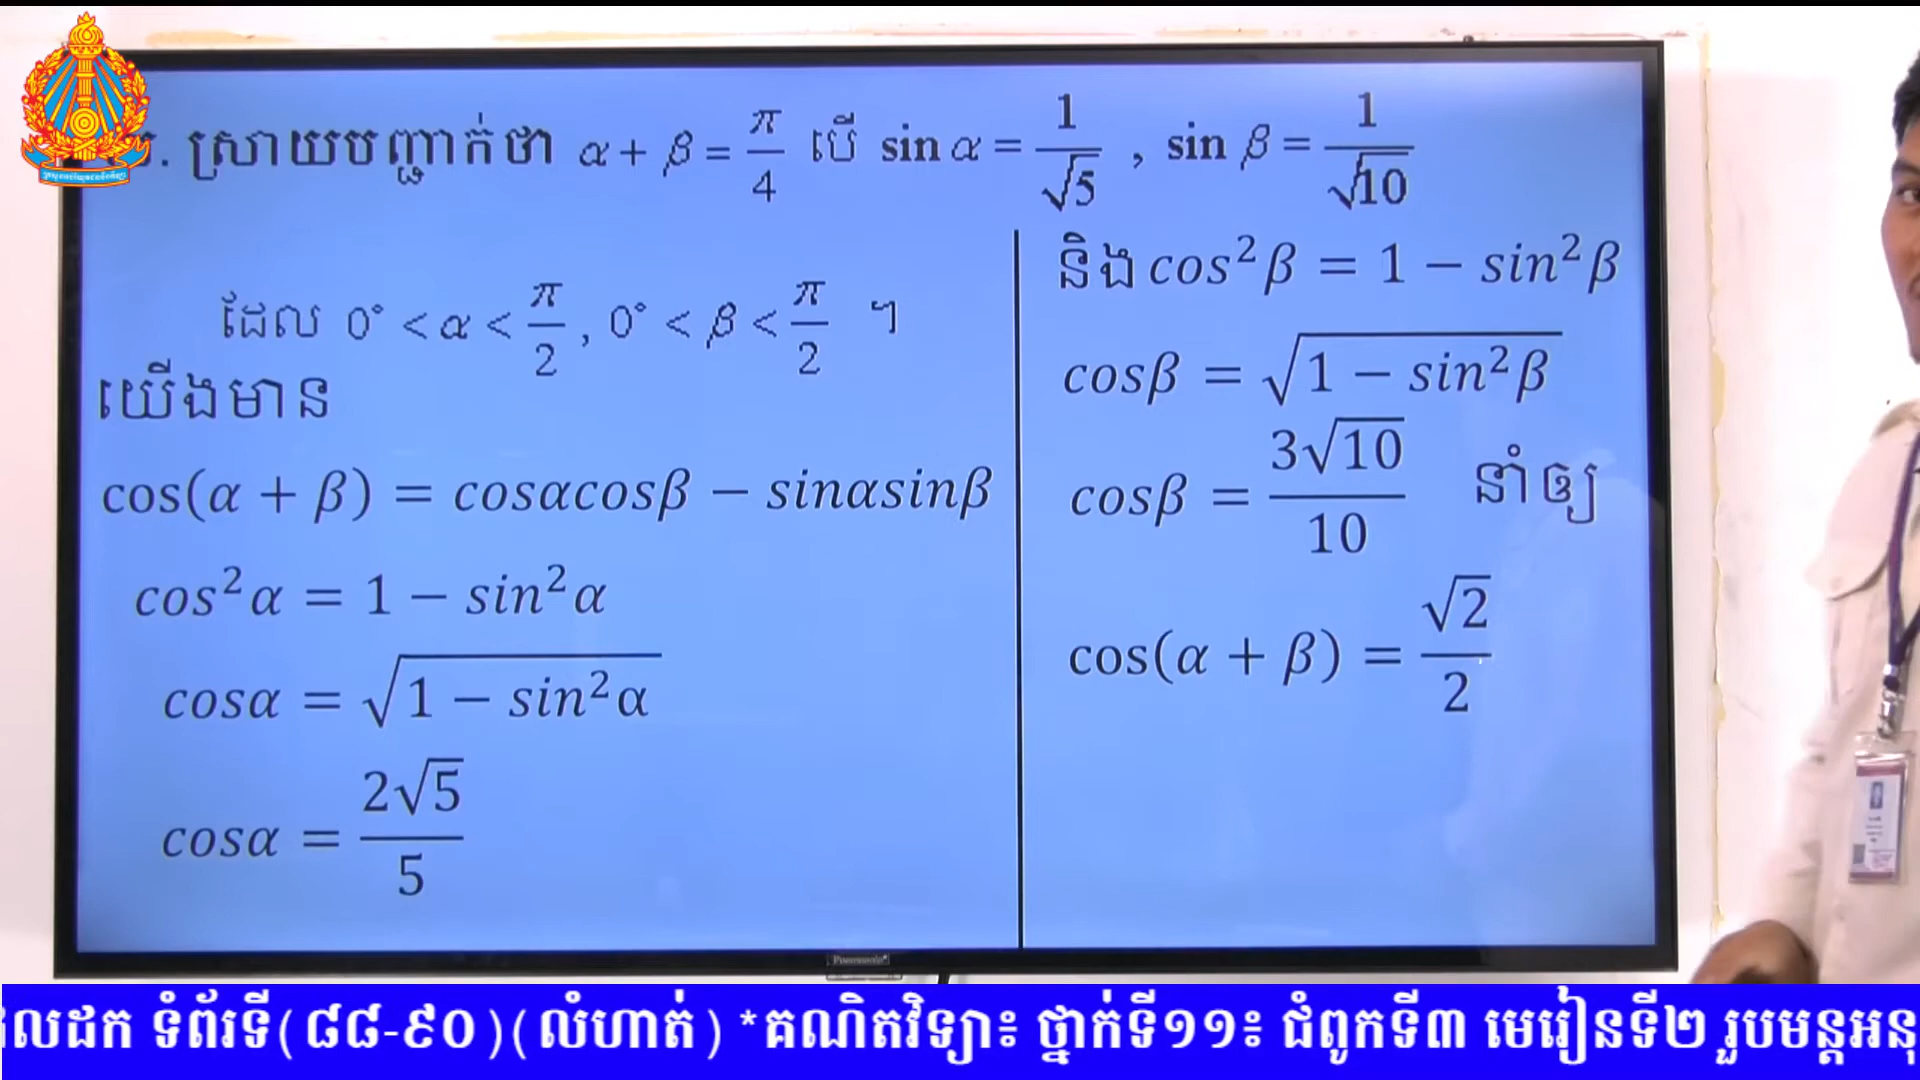 . ស្រាយបញ្ជាក់ថា α + β = π/4 បើ sin α = 1/√5 , sin β = 1/√10
ដែល 0° < α < π/2 , 0° < β < π/2 ។
យើងមាន
cos(α + β) = cosαcosβ − sinαsinβ
cos²α = 1 − sin²α
cosα = √(1 − sin²α)
cosα = 2√5/5
និង cos²β = 1 − sin²β
cosβ = √(1 − sin²β)
cosβ = 3√10/10 នាំឲ្យ
cos(α + β) = √2/2
លដក ទំព័រទី(៨៨-៩០)(លំហាត់) *គណិតវិទ្យា៖ ថ្នាក់ទី១១៖ ជំពូកទី៣ មេរៀនទី២ រូបមន្តអនុ